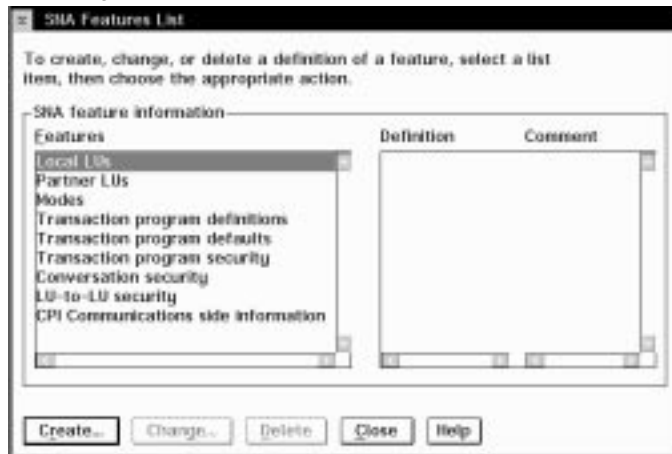 SNA Features List
To create, change, or delete a definition of a feature, select a list
item, then choose the appropriate action.
SNA feature information
Features
Definition
Comment
Local LUs
Partner LUs
Modes
Transaction program definitions
Transaction program defaults
Transaction program security
Conversation security
LU-to-LU security
CPI Communications side information
Create...
Change...
Delete
Close
Help